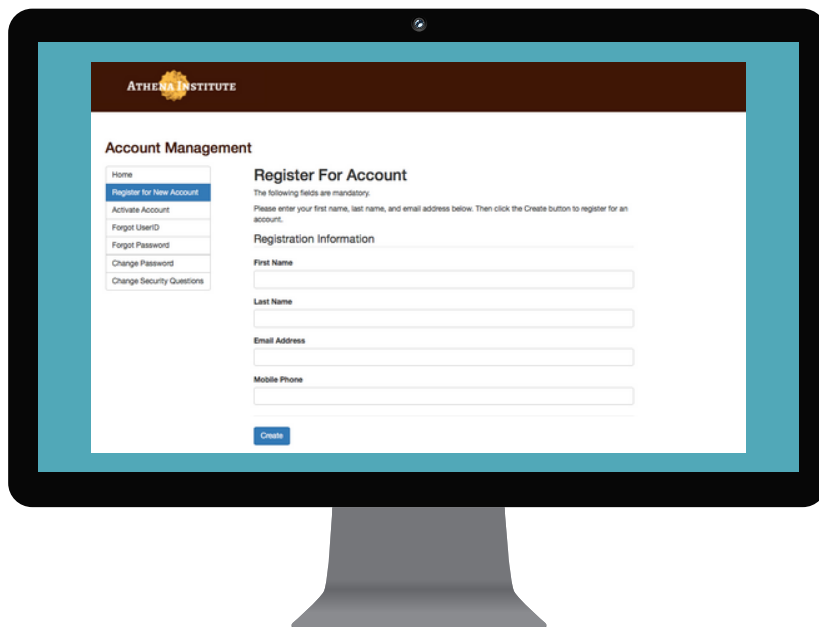 ATHENA INSTITUTE
Account Management
Home
Register for New Account
Activate Account
Forgot UserID
Forgot Password
Change Password
Change Security Questions
Register For Account
The following fields are mandatory.
Please enter your first name, last name, and email address below. Then click the Create button to register for an
account.
Registration Information
First Name
Last Name
Email Address
Mobile Phone
Create